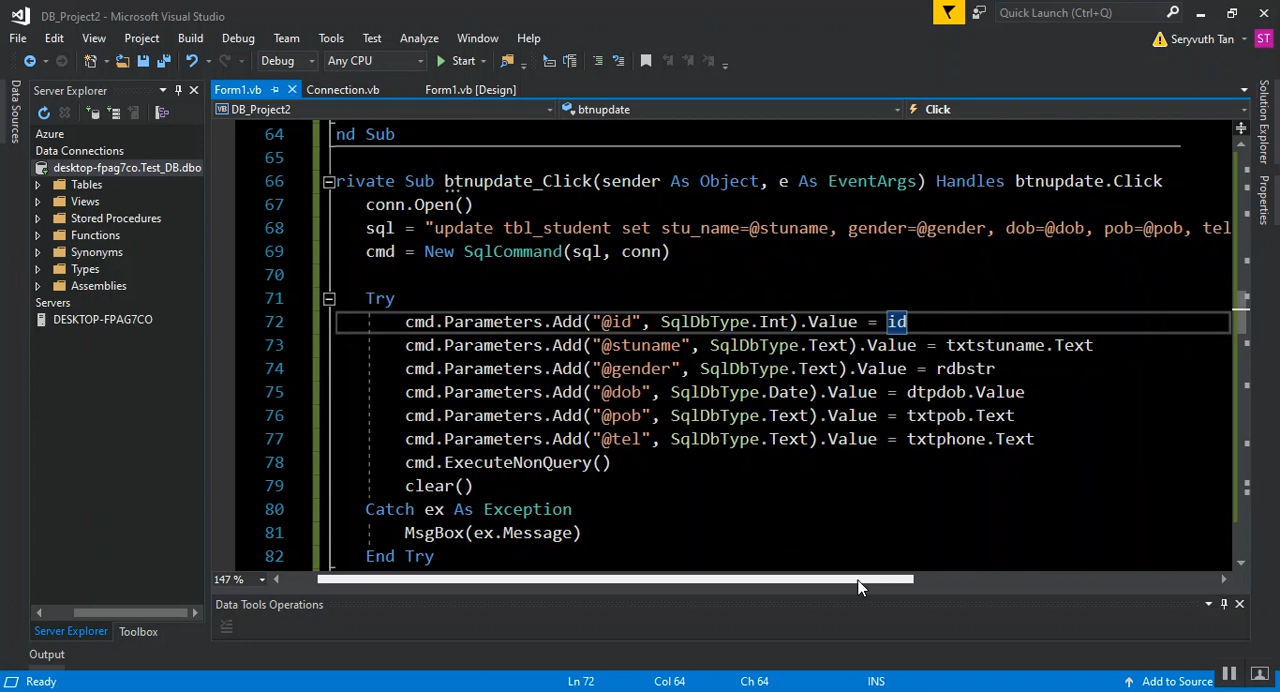 DB_Project2 - Microsoft Visual Studio
Quick Launch (Ctrl+Q)
File Edit View Project Build Debug Team Tools Test Analyze Window Help
Seryvuth Tan ST
Debug Any CPU Start
Data Sources
Server Explorer
Form1.vb Connection.vb Form1.vb [Design]
DB_Project2 btnupdate Click
Azure
Data Connections
desktop-fpag7co.Test_DB.dbo
Tables
Views
Stored Procedures
Functions
Synonyms
Types
Assemblies
Servers
DESKTOP-FPAG7CO
64 nd Sub
65
66 rivate Sub btnupdate_Click(sender As Object, e As EventArgs) Handles btnupdate.Click
67 conn.Open()
68 sql = "update tbl_student set stu_name=@stuname, gender=@gender, dob=@dob, pob=@pob, tel
69 cmd = New SqlCommand(sql, conn)
70
71 Try
72 cmd.Parameters.Add("@id", SqlDbType.Int).Value = id
73 cmd.Parameters.Add("@stuname", SqlDbType.Text).Value = txtstuname.Text
74 cmd.Parameters.Add("@gender", SqlDbType.Text).Value = rdbstr
75 cmd.Parameters.Add("@dob", SqlDbType.Date).Value = dtpdob.Value
76 cmd.Parameters.Add("@pob", SqlDbType.Text).Value = txtpob.Text
77 cmd.Parameters.Add("@tel", SqlDbType.Text).Value = txtphone.Text
78 cmd.ExecuteNonQuery()
79 clear()
80 Catch ex As Exception
81 MsgBox(ex.Message)
82 End Try
147 %
Solution Explorer
Properties
Data Tools Operations
Server Explorer Toolbox
Output
Ready Ln 72 Col 64 Ch 64 INS Add to Source